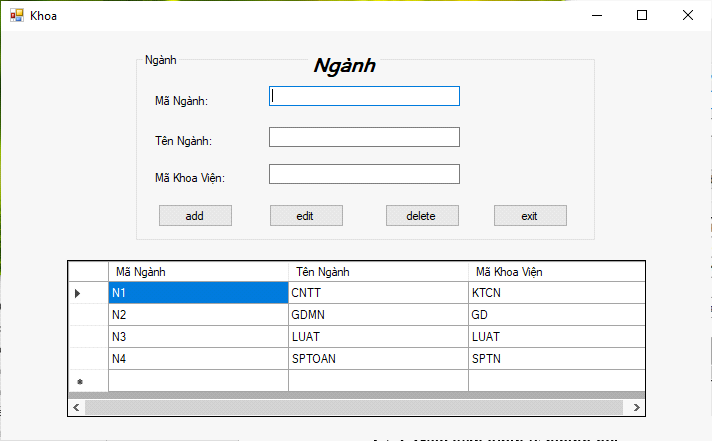 Khoa
Ngành
Ngành
Mã Ngành:
Tên Ngành:
Mã Khoa Viện:
add edit delete exit
Mã Ngành Tên Ngành Mã Khoa Viện
N1 CNTT KTCN
N2 GDMN GD
N3 LUAT LUAT
N4 SPTOAN SPTN